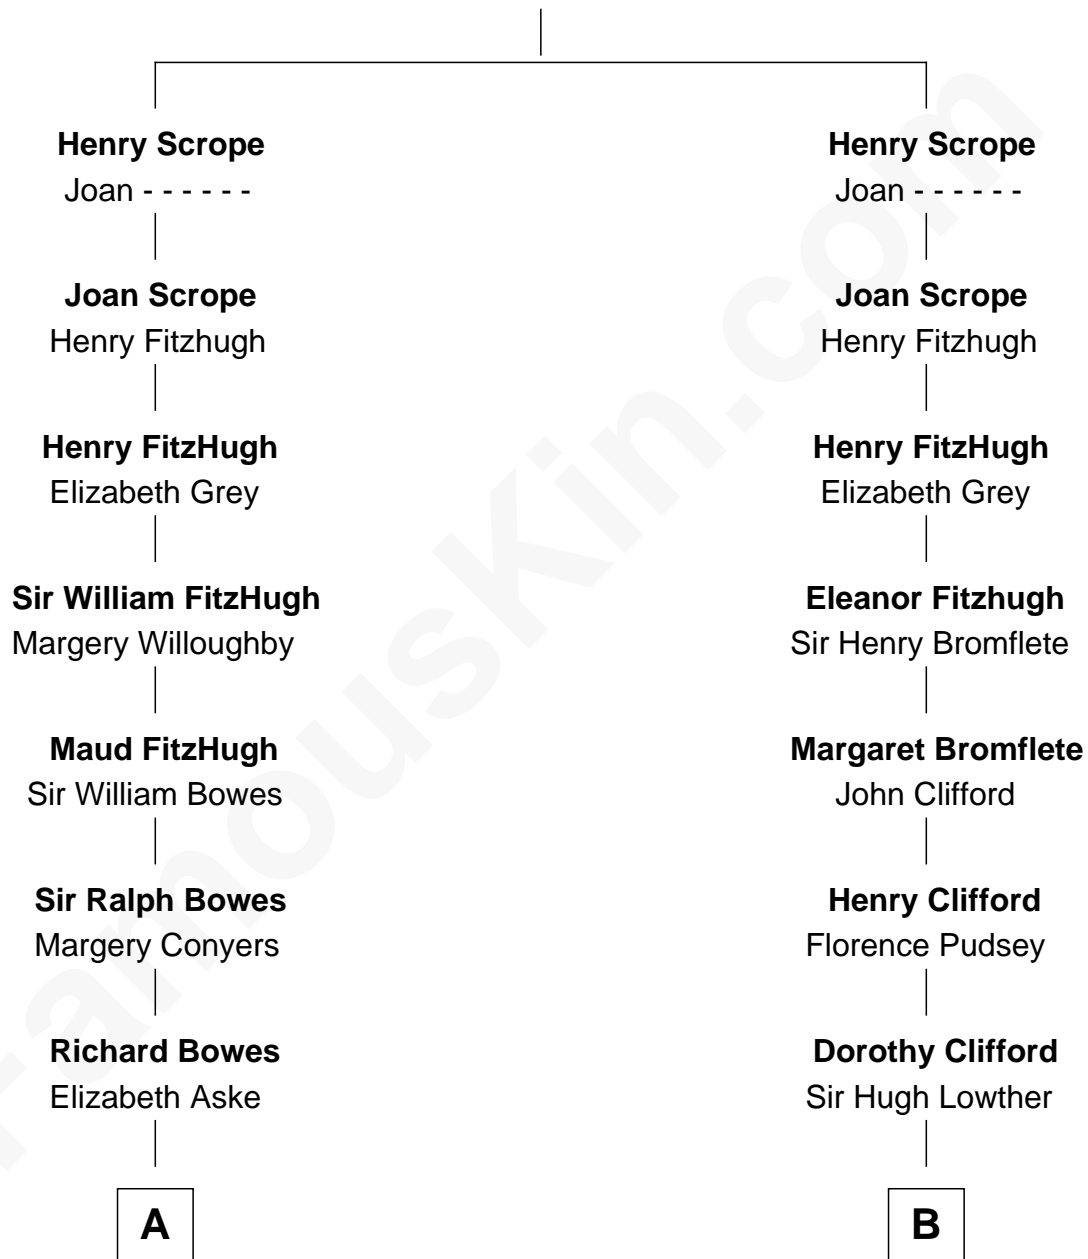 Henry Scrope
Joan - - - - - -
Joan Scrope
Henry Fitzhugh
Henry FitzHugh
Elizabeth Grey
Sir William FitzHugh
Margery Willoughby
Maud FitzHugh
Sir William Bowes
Sir Ralph Bowes
Margery Conyers
Richard Bowes
Elizabeth Aske
A
Henry Scrope
Joan - - - - - -
Joan Scrope
Henry Fitzhugh
Henry FitzHugh
Elizabeth Grey
Eleanor Fitzhugh
Sir Henry Bromflete
Margaret Bromflete
John Clifford
Henry Clifford
Florence Pudsey
Dorothy Clifford
Sir Hugh Lowther
B
FamousKin.com